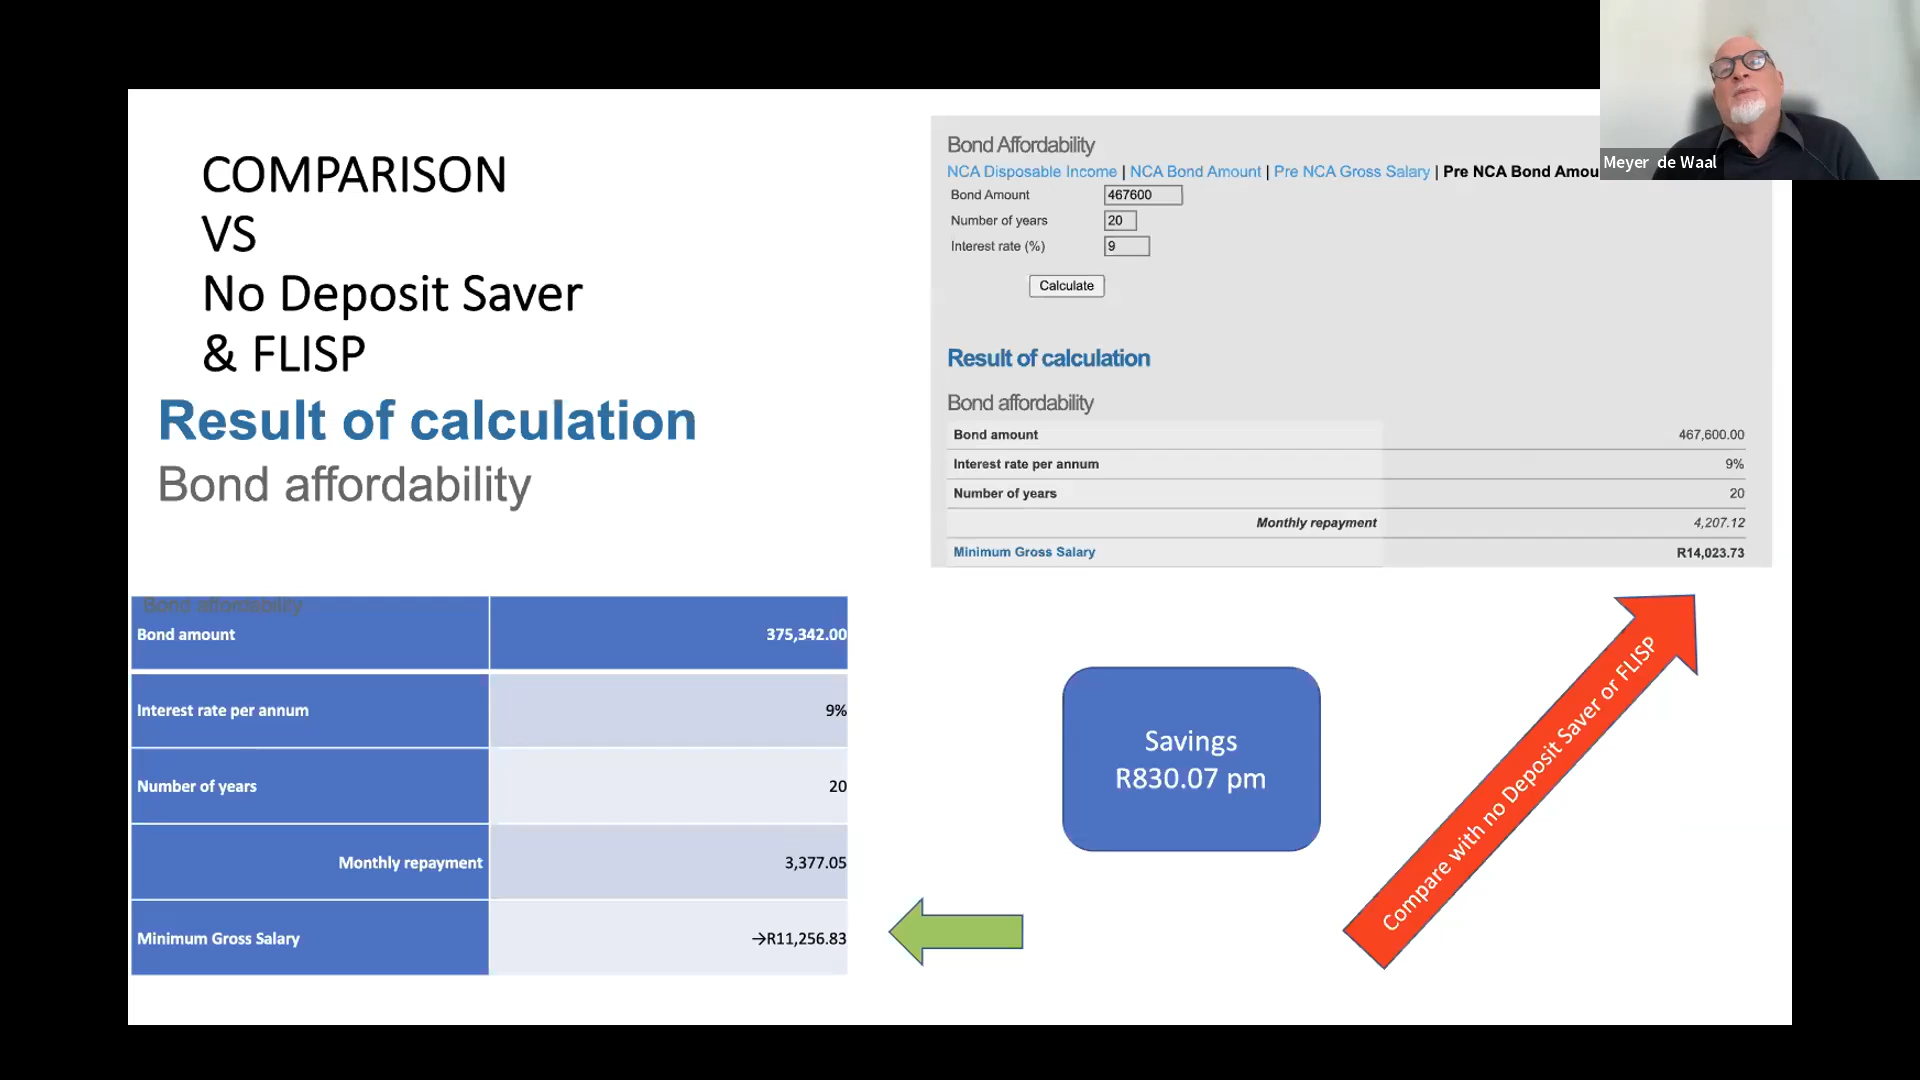 COMPARISON
VS
No Deposit Saver
& FLISP
Result of calculation
Bond affordability
Bond affordability
Bond amount 375,342.00
Interest rate per annum 9%
Number of years 20
Monthly repayment 3,377.05
Minimum Gross Salary →R11,256.83
Bond Affordability
NCA Disposable Income | NCA Bond Amount | Pre NCA Gross Salary | Pre NCA Bond Amou
Bond Amount 467600
Number of years 20
Interest rate (%) 9
Calculate
Result of calculation
Bond affordability
Bond amount 467,600.00
Interest rate per annum 9%
Number of years 20
Monthly repayment 4,207.12
Minimum Gross Salary R14,023.73
Savings
R830.07 pm
Compare with no Deposit Saver or FLISP
Meyer de Waal